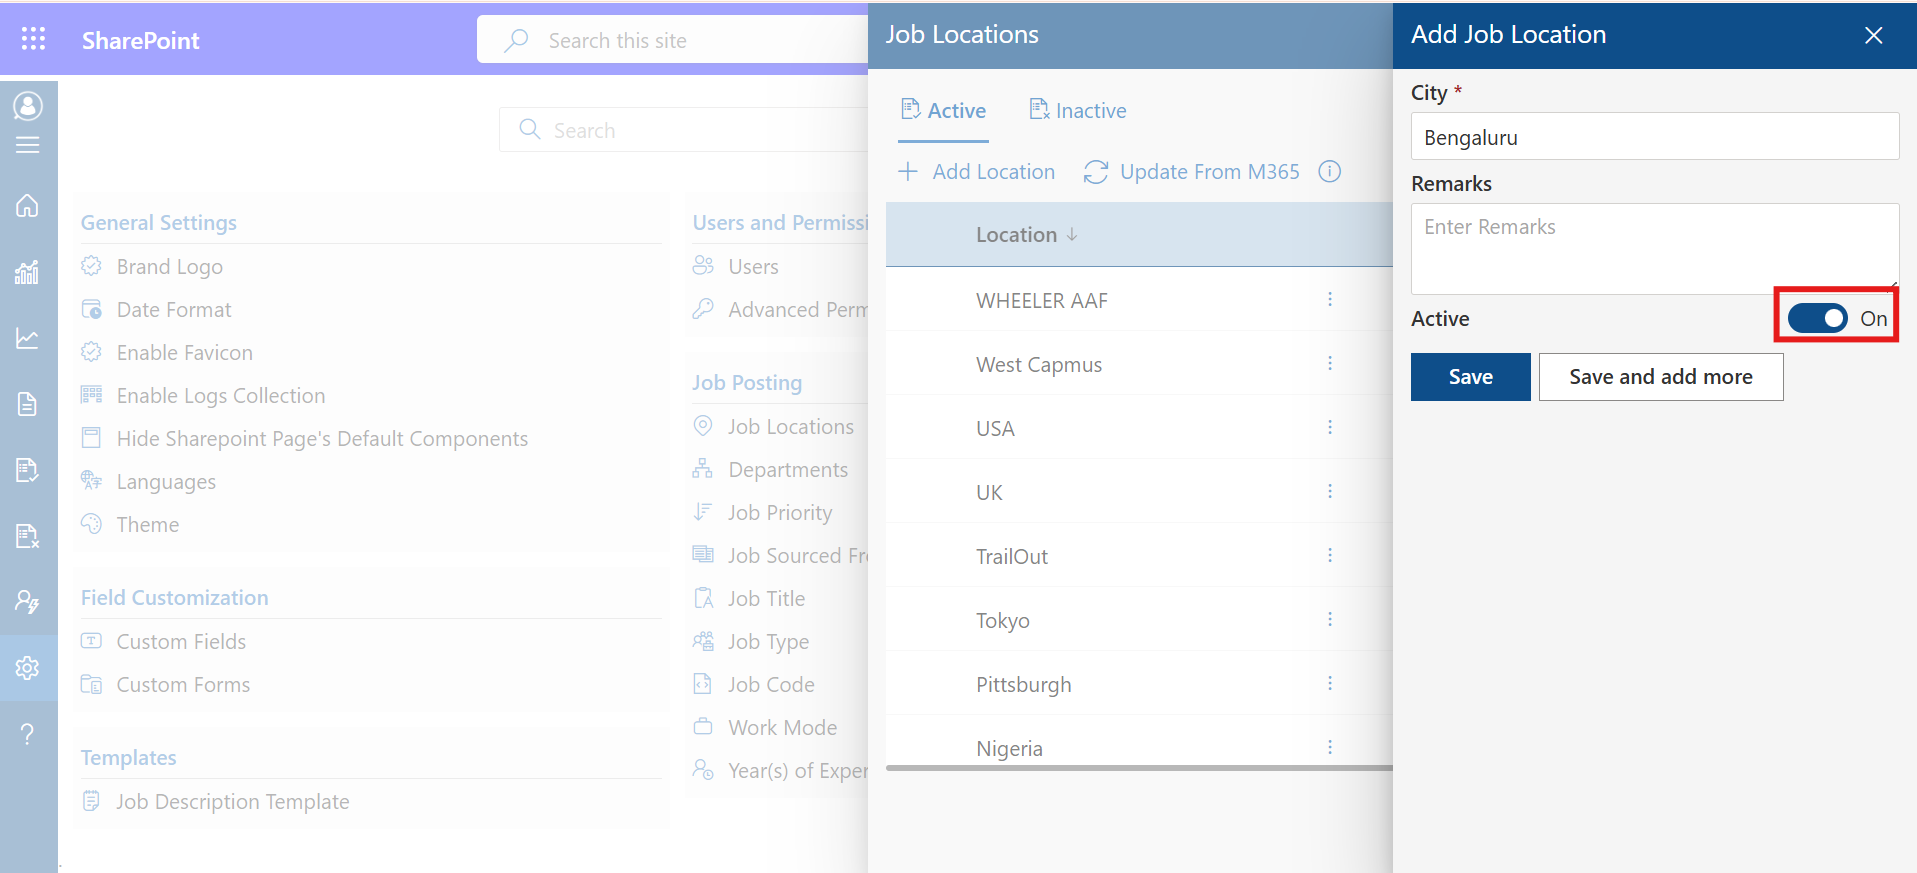 SharePoint
Search this site
Search
General Settings
Brand Logo
Date Format
Enable Favicon
Enable Logs Collection
Hide Sharepoint Page's Default Components
Languages
Theme
Field Customization
Custom Fields
Custom Forms
Templates
Job Description Template
Users and Permissi
Users
Advanced Perm
Job Posting
Job Locations
Departments
Job Priority
Job Sourced Fr
Job Title
Job Type
Job Code
Work Mode
Year(s) of Exper
Job Locations
Active
Inactive
Add Location
Update From M365
Location
WHEELER AAF
West Capmus
USA
UK
TrailOut
Tokyo
Pittsburgh
Nigeria
Add Job Location
City *
Bengaluru
Remarks
Enter Remarks
Active
On
Save
Save and add more